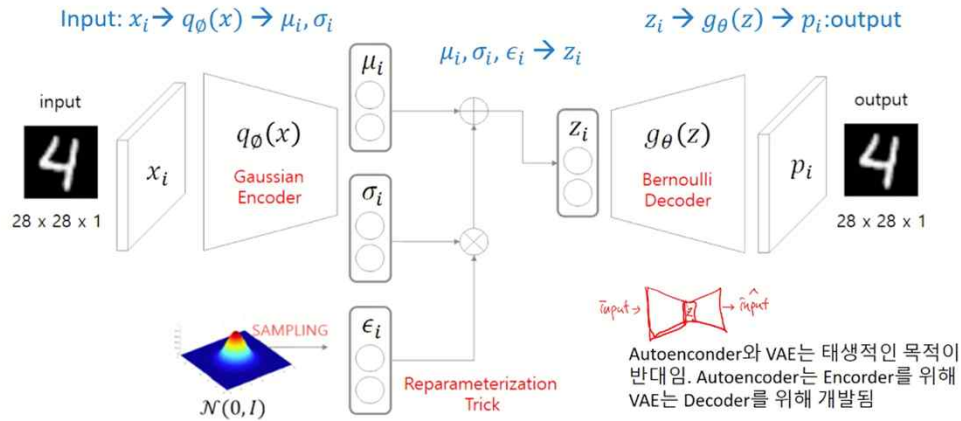 Input: xᵢ → q_ø(x) → μᵢ, σᵢ
zᵢ → g_θ(z) → pᵢ:output
μᵢ, σᵢ, ϵᵢ → zᵢ
input
28 x 28 x 1
xᵢ
q_ø(x)
Gaussian
Encoder
μᵢ
σᵢ
ϵᵢ
SAMPLING
𝒩(0, I)
Reparameterization
Trick
zᵢ
g_θ(z)
Bernoulli
Decoder
pᵢ
output
28 x 28 x 1
input→ z → înput
Autoenconder와 VAE는 태생적인 목적이
반대임. Autoencoder는 Encorder를 위해
VAE는 Decoder를 위해 개발됨